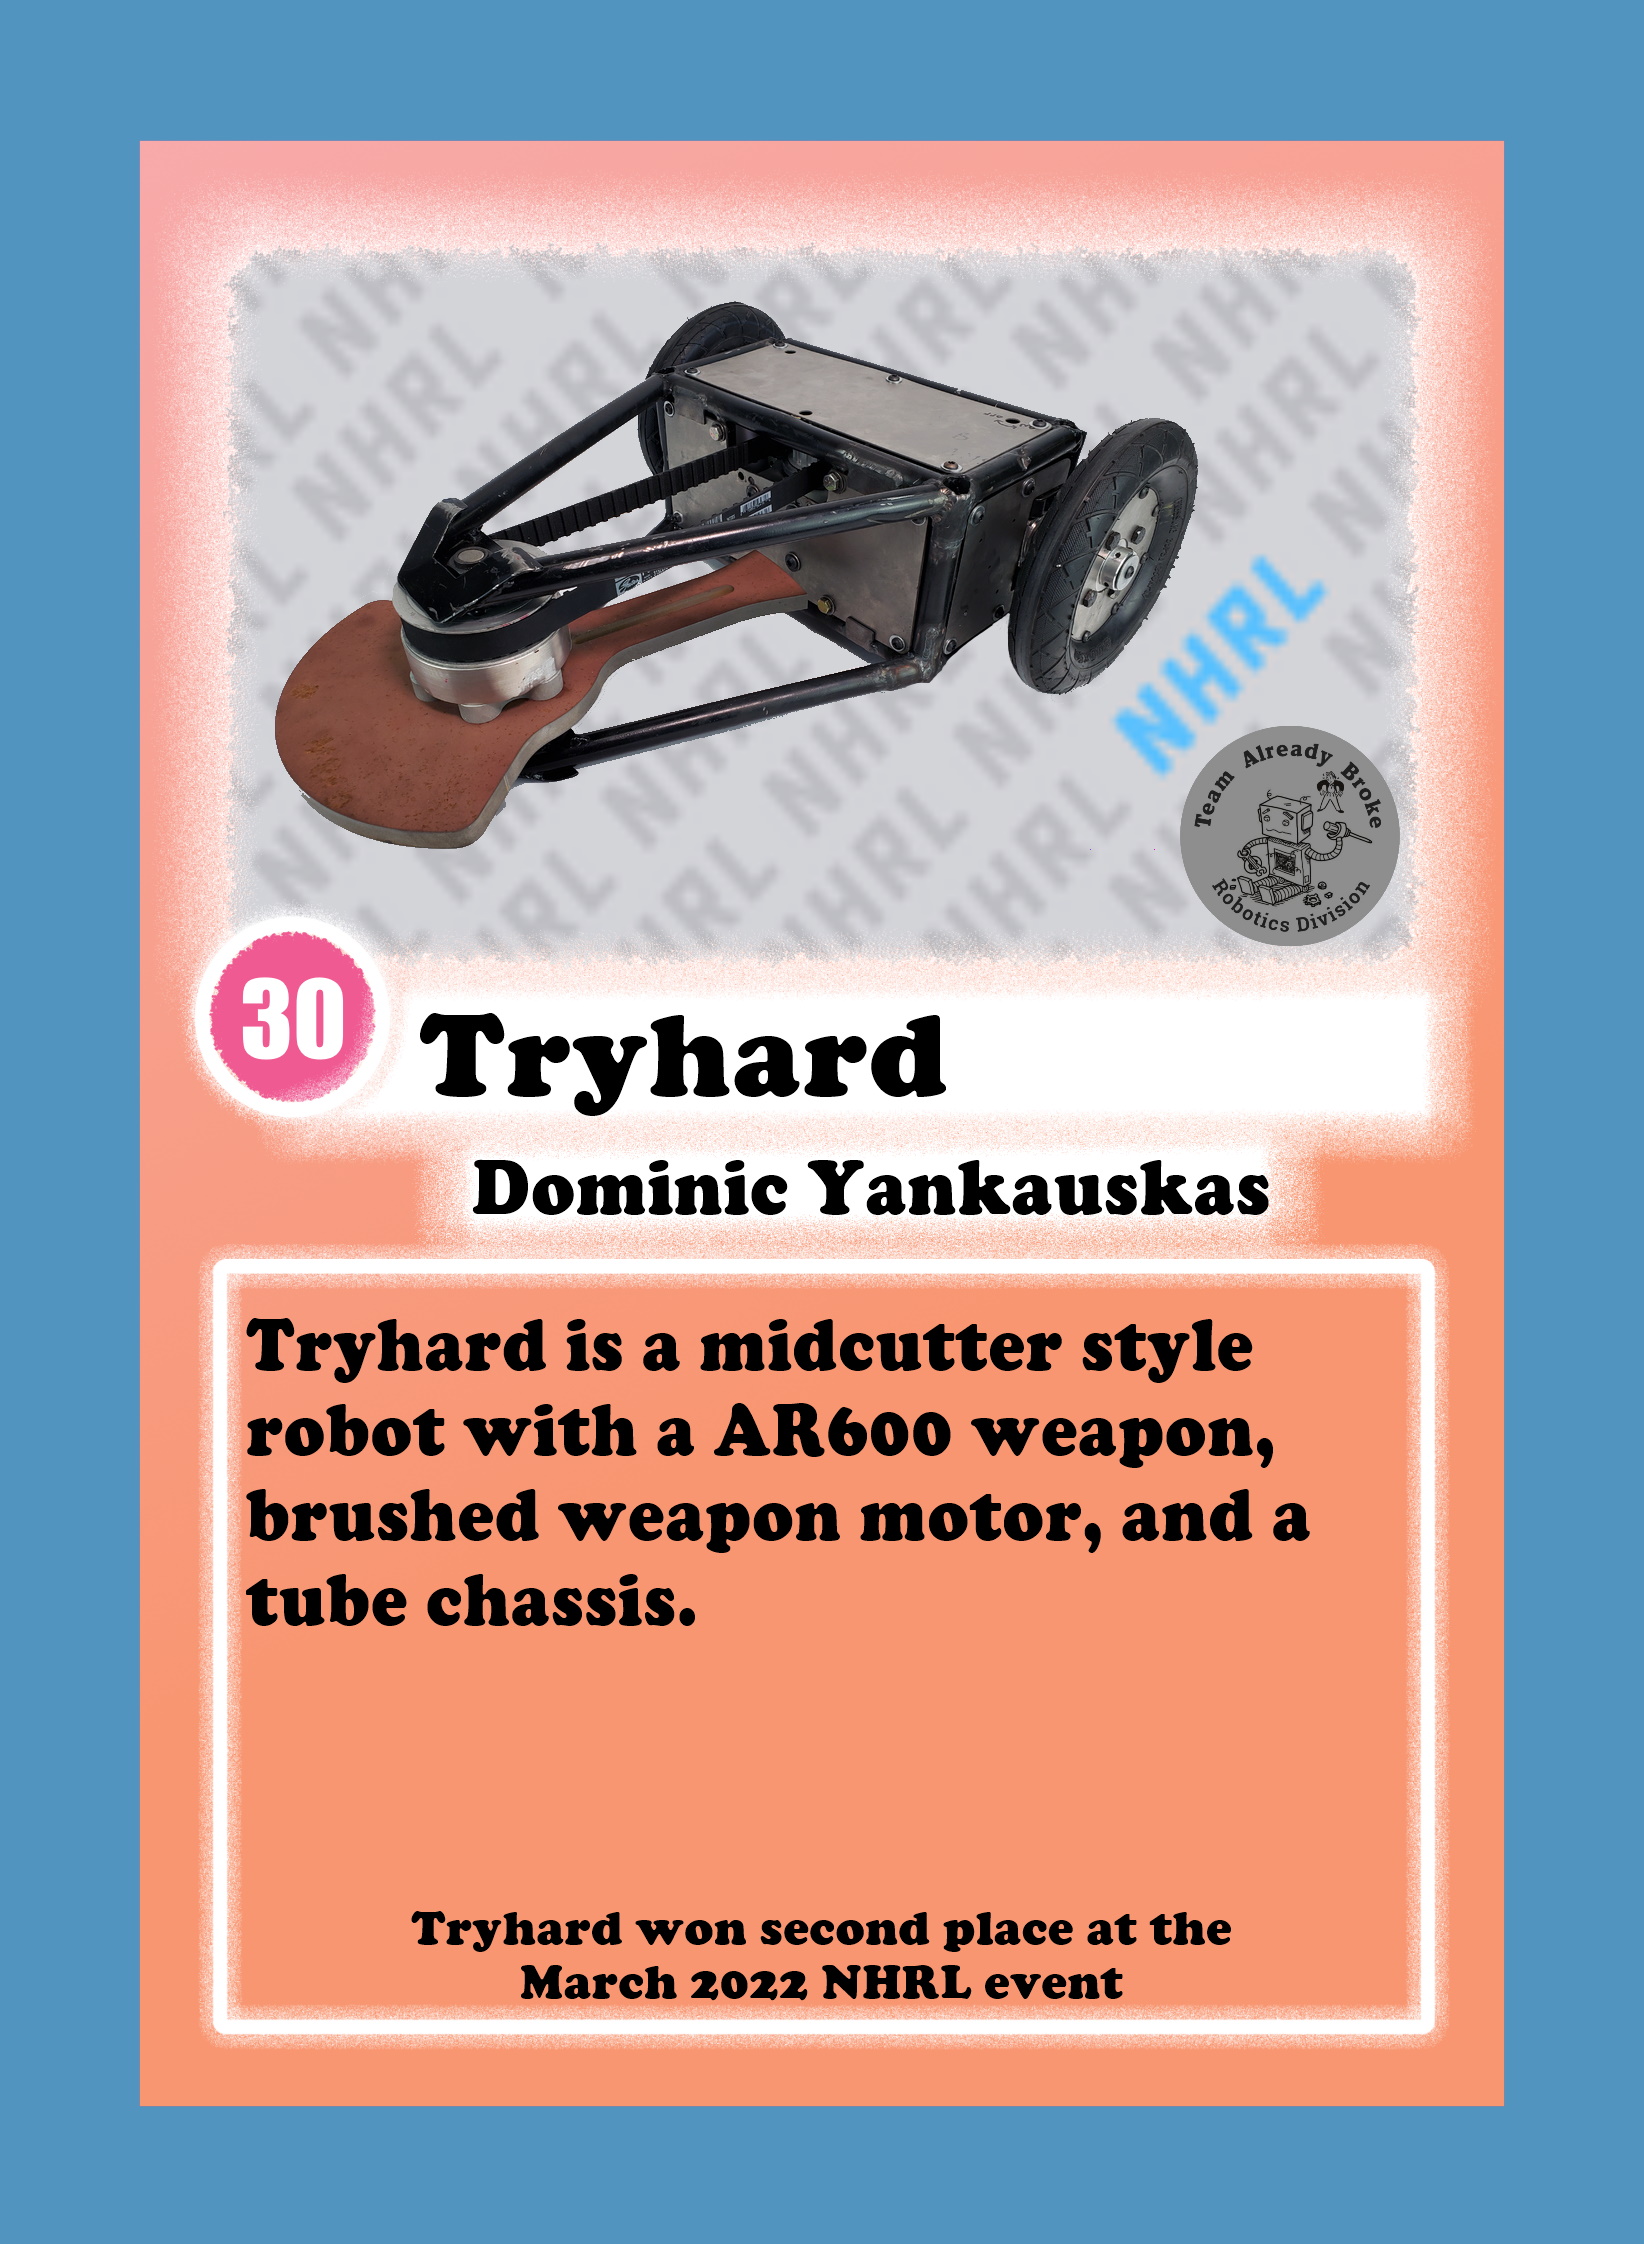 NHRL
Team Already Broke
Robotics Division
30
Tryhard
Dominic Yankauskas
Tryhard is a midcutter style
robot with a AR600 weapon,
brushed weapon motor, and a
tube chassis.
Tryhard won second place at the
March 2022 NHRL event